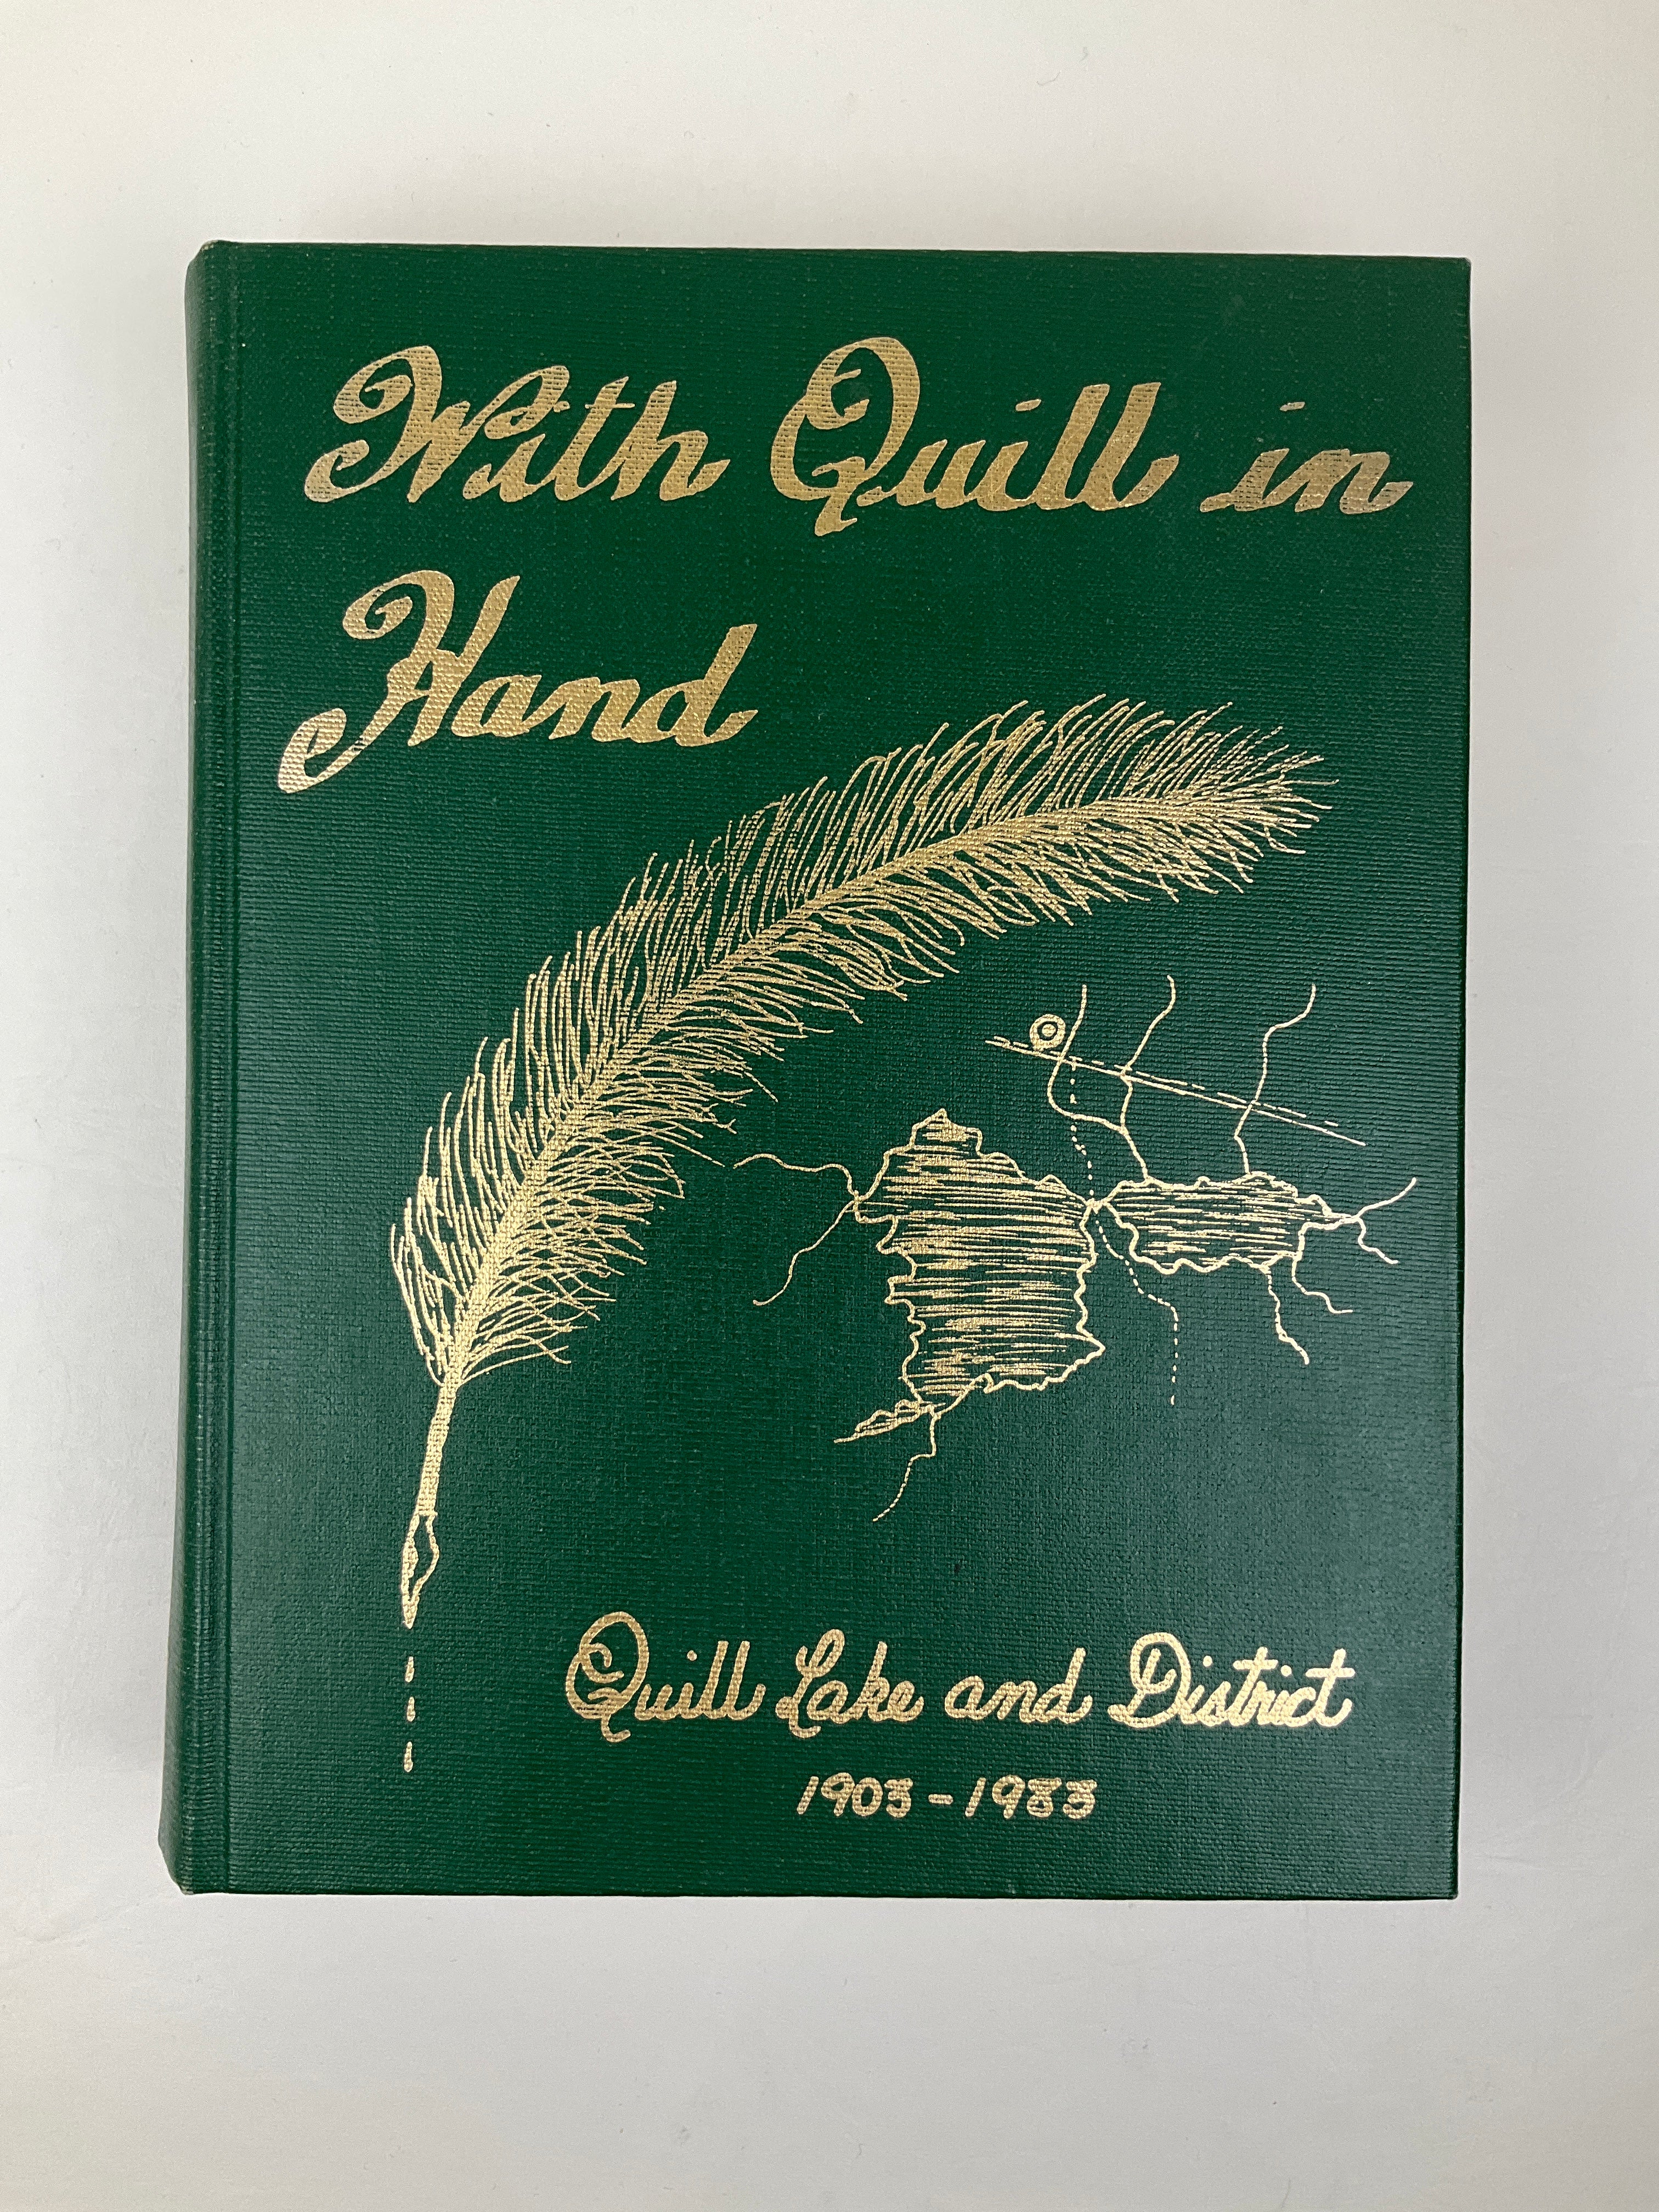 With Quill in
Hand
Quill Lake and District
1903-1983